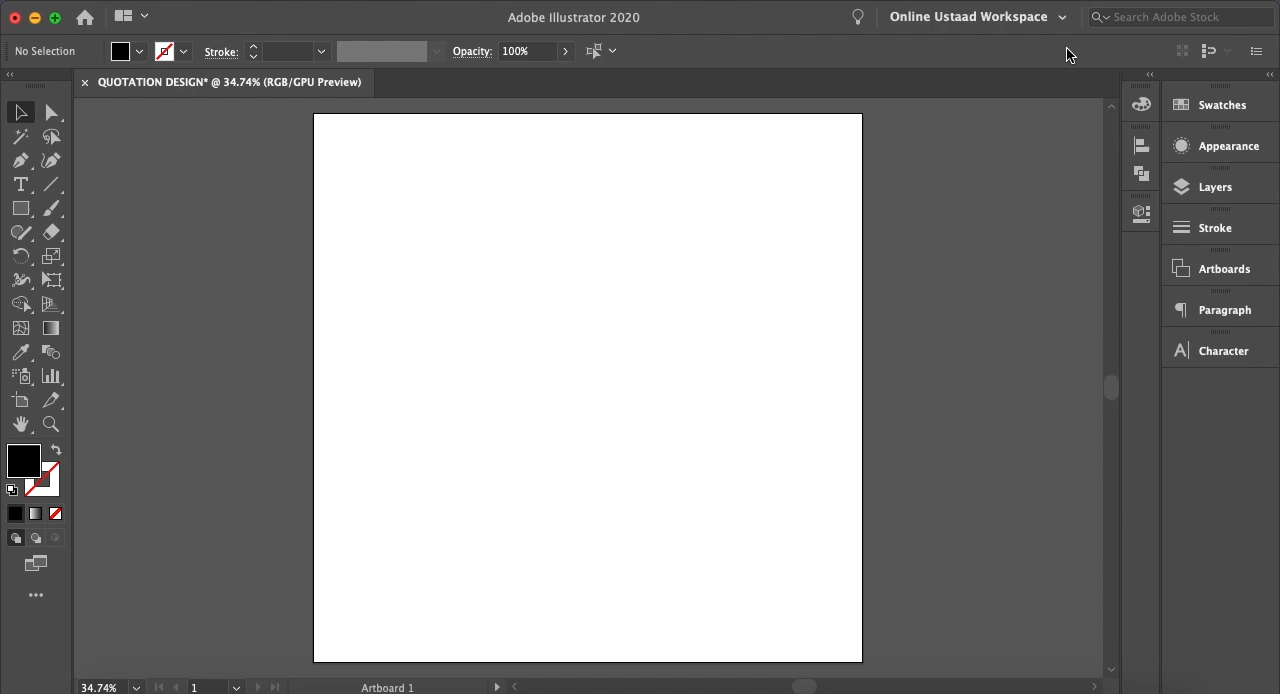 Adobe Illustrator 2020
Online Ustaad Workspace
Search Adobe Stock
No Selection
Stroke:
Opacity:
100%
QUOTATION DESIGN* @ 34.74% (RGB/GPU Preview)
Swatches
Appearance
Layers
Stroke
Artboards
Paragraph
Character
34.74%
1
Artboard 1